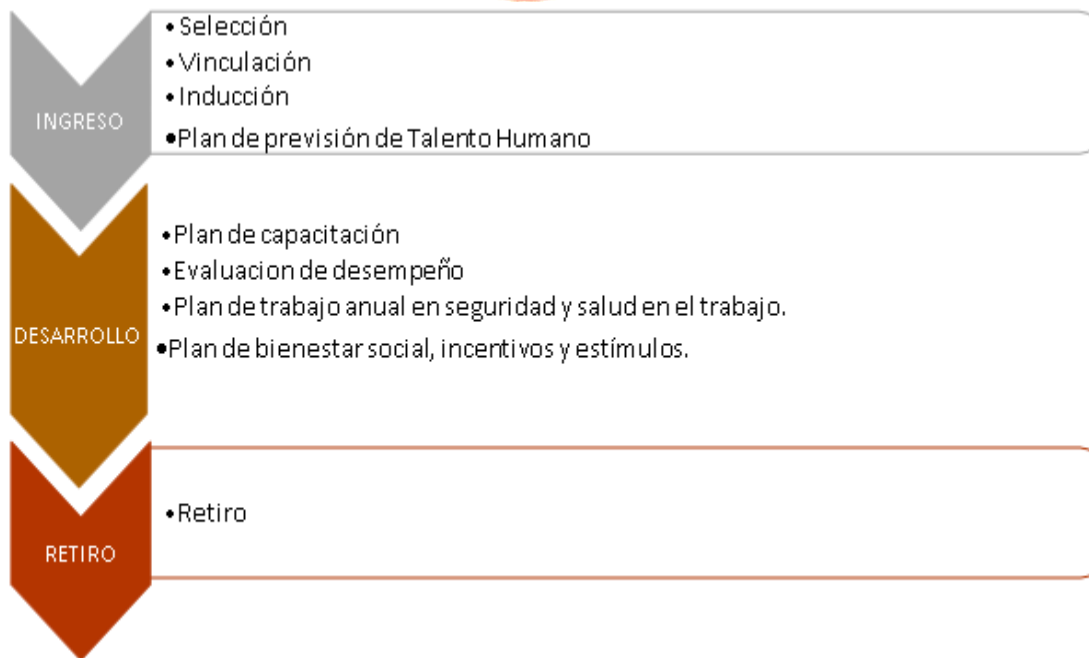 INGRESO
• Selección
• Vinculación
• Inducción
•Plan de previsión de Talento Humano
DESARROLLO
•Plan de capacitación
•Evaluacion de desempeño
•Plan de trabajo anual en seguridad y salud en el trabajo.
•Plan de bienestar social, incentivos y estímulos.
RETIRO
•Retiro